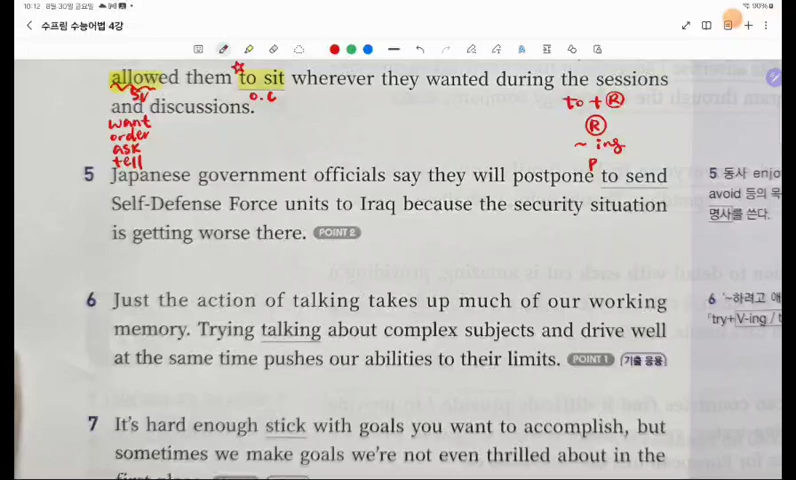 10:12 8월 30일 금요일
90%
수프림 수능어법 4강
allowed them to sit wherever they wanted during the sessions
5V O.C to + R
and discussions.
want R
order ~ ing
ask P
tell
5 Japanese government officials say they will postpone to send
Self-Defense Force units to Iraq because the security situation
is getting worse there. POINT 2
5 동사 enjo
avoid 등의 목
명사를 쓴다.
6 Just the action of talking takes up much of our working
memory. Trying talking about complex subjects and drive well
at the same time pushes our abilities to their limits. POINT 1 기출 응용
6 '~하려고 애
「try+V-ing / t
7 It's hard enough stick with goals you want to accomplish, but
sometimes we make goals we're not even thrilled about in the
first place.